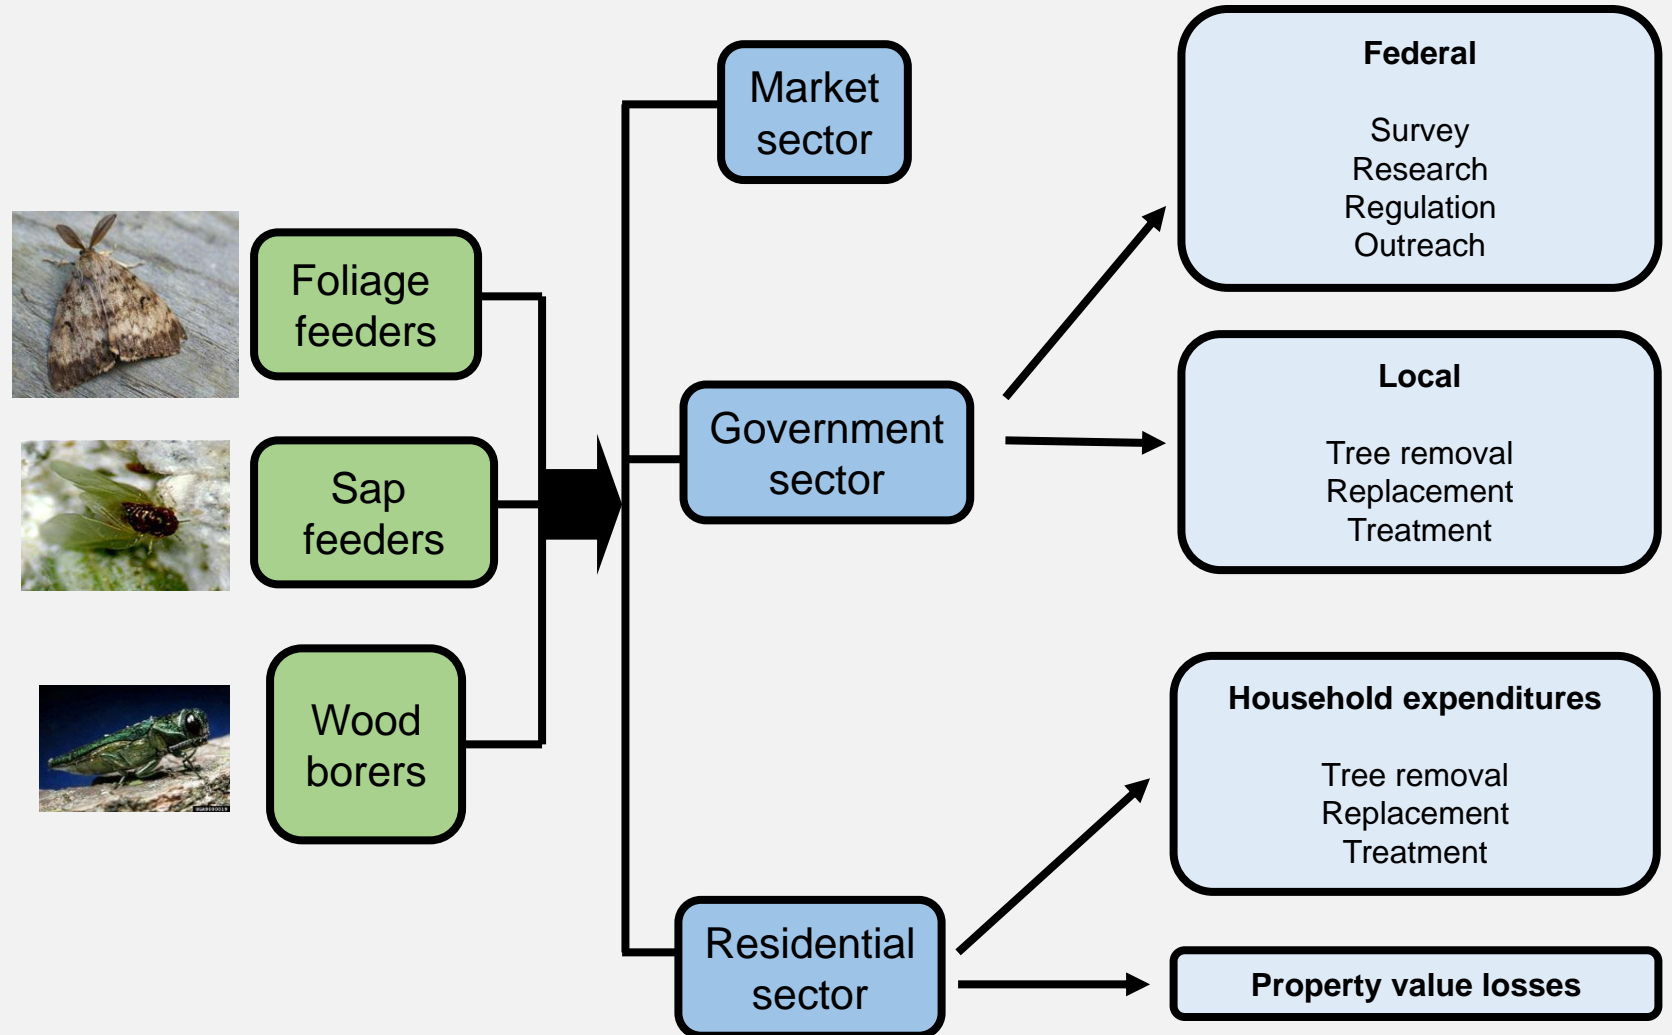 Market
sector
Federal
Survey
Research
Regulation
Outreach
Foliage
feeders
Local
Tree removal
Replacement
Treatment
Government
sector
Sap
feeders
Wood
borers
Household expenditures
Tree removal
Replacement
Treatment
Residential
sector
Property value losses